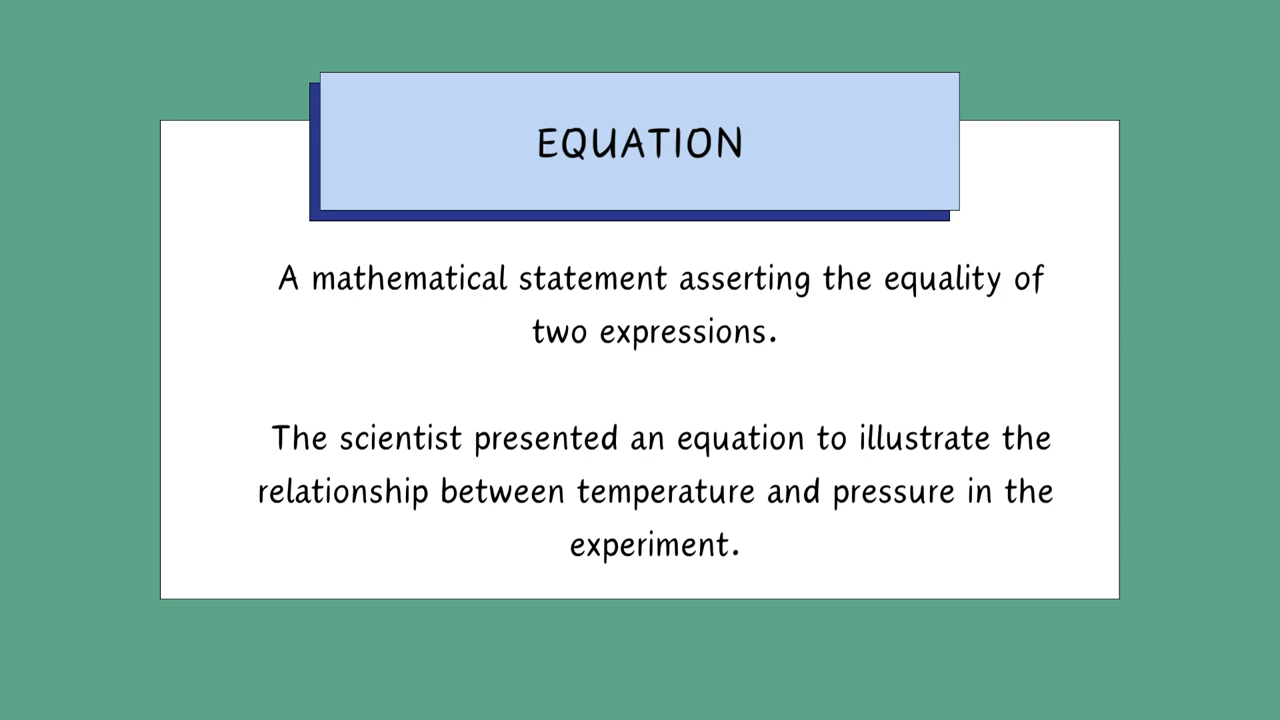 EQUATION
A mathematical statement asserting the equality of
two expressions.
The scientist presented an equation to illustrate the
relationship between temperature and pressure in the
experiment.